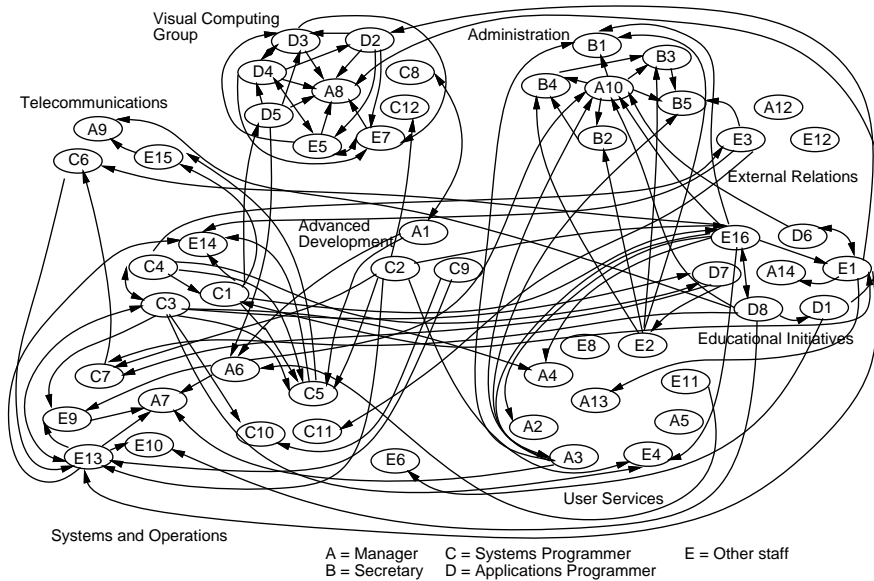 Visual Computing
Group
D3
D2
D4
C8
A8
C12
D5
E5
E7
Administration
B1
B3
B4
A10
B5
B2
A12
E3
E12
External Relations
Telecommunications
A9
E15
C6
Advanced
Development
A1
E14
C4
C2
C9
C1
C3
E16
D6
D7
A14
E1
D8
D1
Educational Initiatives
E8
E2
C7
A6
A4
C5
A13
E11
A7
E9
C10
C11
A2
A5
E13
E10
E6
A3
E4
User Services
Systems and Operations
A = Manager C = Systems Programmer E = Other staff
B = Secretary D = Applications Programmer